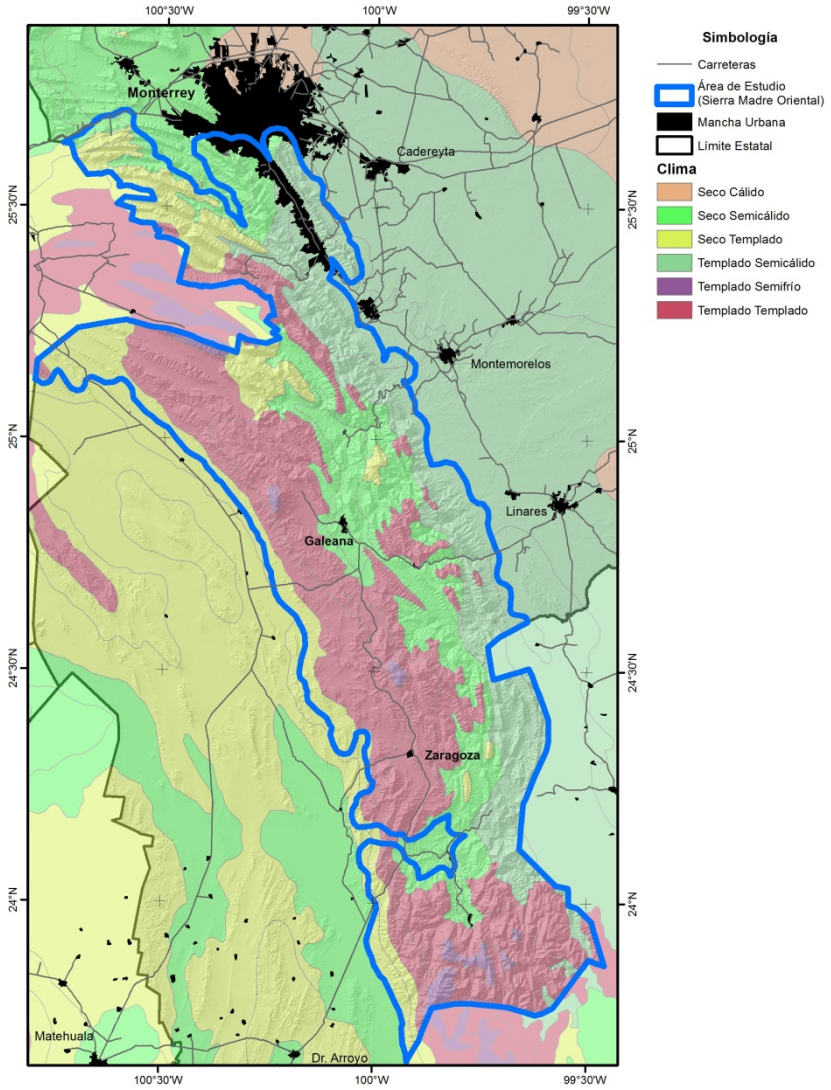 100°30'W
100°0'W
99°30'W
Simbología
Carreteras
Área de Estudio
(Sierra Madre Oriental)
Mancha Urbana
Límite Estatal
Clima
Seco Cálido
Seco Semicálido
Seco Templado
Templado Semicálido
Templado Semifrío
Templado Templado
Monterrey
Cadereyta
25°30'N
25°30'N
Montemorelos
25°N
25°N
Linares
Galeana
24°30'N
24°30'N
Zaragoza
24°N
24°N
Matehuala
Dr. Arroyo
100°30'W
100°W
99°30'W